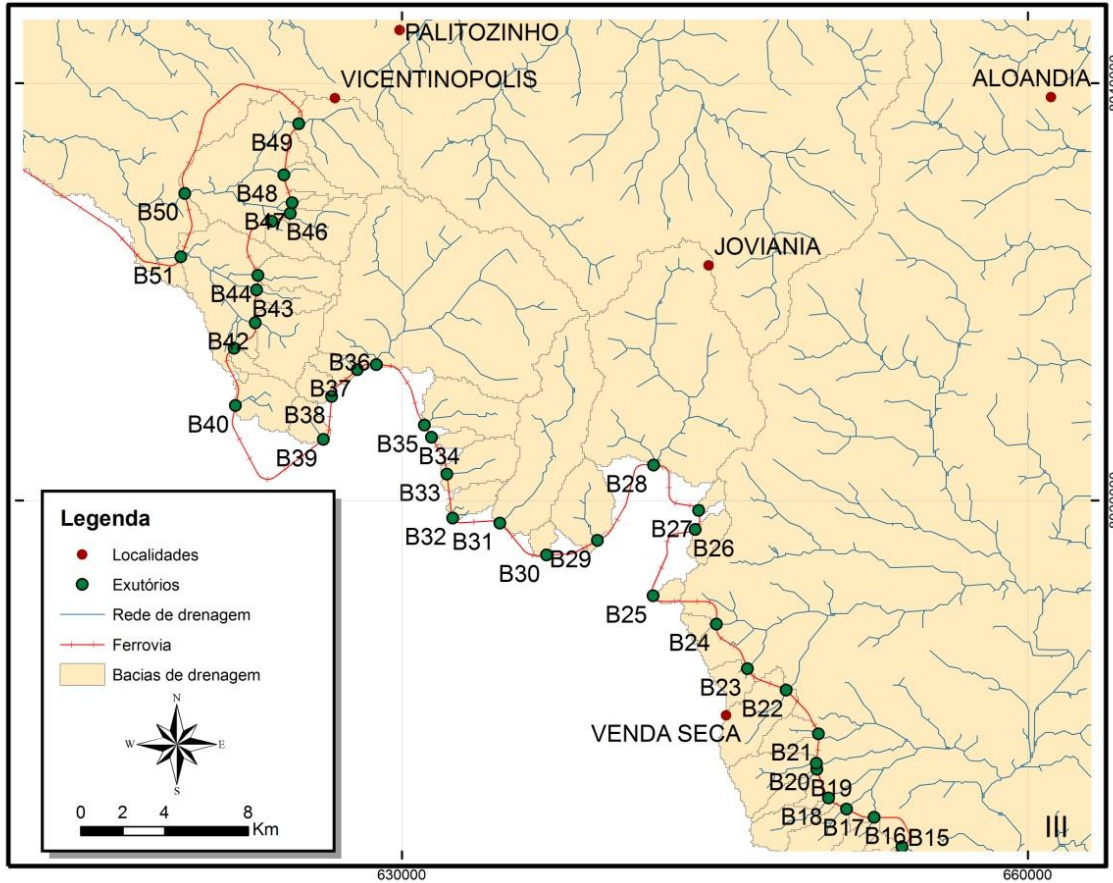 PALITOZINHO
VICENTINOPOLIS
ALOANDIA
B49
B48
B50
B47
B46
JOVIANIA
B51
B44
B43
B42
B36
B37
B40
B38
B39
B35
B34
B33
B28
B32
B31
B27
B26
B30
B29
B25
B24
B23
B22
VENDA SECA
B21
B20
B19
B18
B17
B16
B15
III
Legenda
Localidades
Exutórios
Rede de drenagem
Ferrovia
Bacias de drenagem
N
W
E
S
0 2 4 8
Km
630000
660000